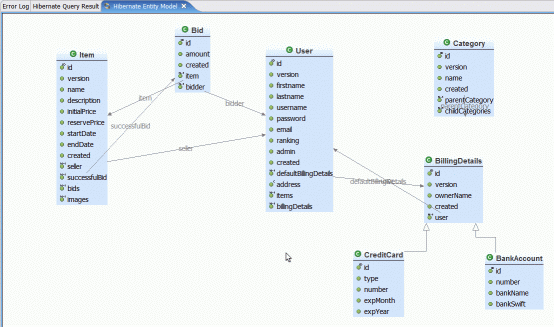 Error Log
Hibernate Query Result
Hibernate Entity Model
Bid
id
amount
created
item
bidder
Item
id
version
name
description
initialPrice
reservePrice
startDate
endDate
created
seller
successfulBid
bids
images
User
id
version
firstname
lastname
username
password
email
ranking
admin
created
defaultBillingDetails
address
items
billingDetails
Category
id
version
name
created
parentCategory
childCategories
parentCategory
item
bidder
successfulBid
seller
defaultBillingDetails
BillingDetails
id
version
ownerName
created
user
CreditCard
id
type
number
expMonth
expYear
BankAccount
id
number
bankName
bankSwift